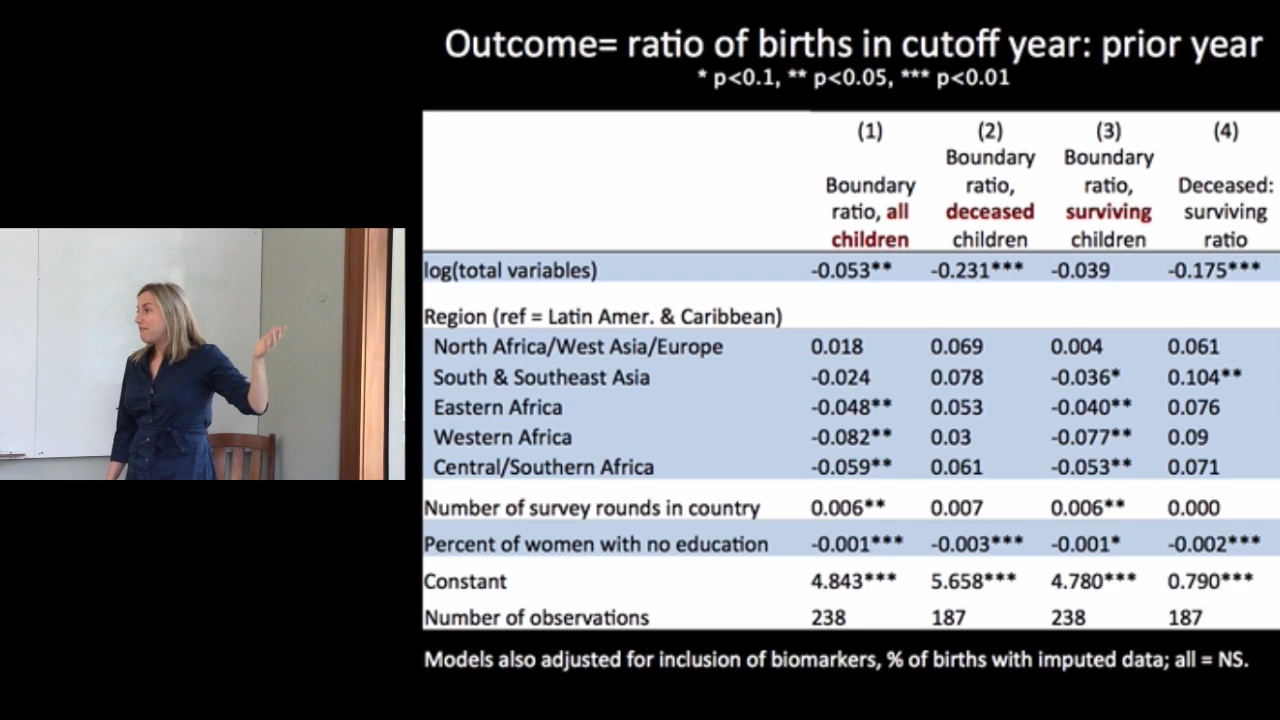 Outcome= ratio of births in cutoff year: prior year
* p<0.1, ** p<0.05, *** p<0.01
(1) (2) (3) (4)
Boundary ratio, all children Boundary ratio, deceased children Boundary ratio, surviving children Deceased: surviving ratio
log(total variables) -0.053** -0.231*** -0.039 -0.175***
Region (ref = Latin Amer. & Caribbean)
North Africa/West Asia/Europe 0.018 0.069 0.004 0.061
South & Southeast Asia -0.024 0.078 -0.036* 0.104**
Eastern Africa -0.048** 0.053 -0.040** 0.076
Western Africa -0.082** 0.03 -0.077** 0.09
Central/Southern Africa -0.059** 0.061 -0.053** 0.071
Number of survey rounds in country 0.006** 0.007 0.006** 0.000
Percent of women with no education -0.001*** -0.003*** -0.001* -0.002***
Constant 4.843*** 5.658*** 4.780*** 0.790***
Number of observations 238 187 238 187
Models also adjusted for inclusion of biomarkers, % of births with imputed data; all = NS.